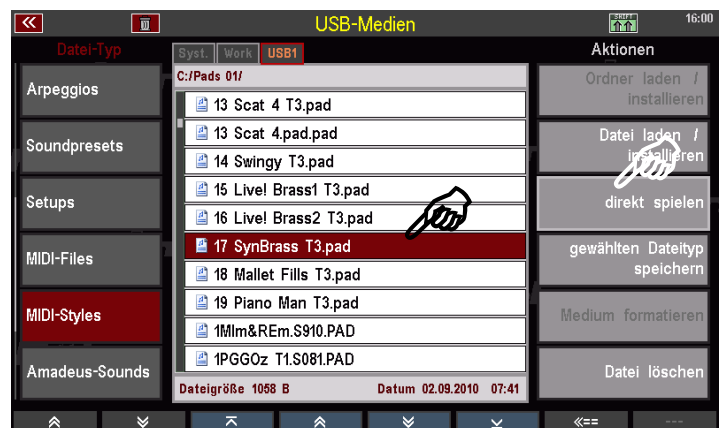 USB-Medien
SHIFT
16:00
Datei-Typ
Syst. Work USB1
Aktionen
C:/Pads 01/
Arpeggios
Soundpresets
Setups
MIDI-Files
MIDI-Styles
Amadeus-Sounds
13 Scat 4 T3.pad
13 Scat 4.pad.pad
14 Swingy T3.pad
15 Live! Brass1 T3.pad
16 Live! Brass2 T3.pad
17 SynBrass T3.pad
18 Mallet Fills T3.pad
19 Piano Man T3.pad
1MIm&REm.S910.PAD
1PGGOz T1.S081.PAD
Dateigröße 1058 B Datum 02.09.2010 07:41
Ordner laden /
installieren
Datei laden /
installieren
direkt spielen
gewählten Dateityp
speichern
Medium formatieren
Datei löschen
«==
---